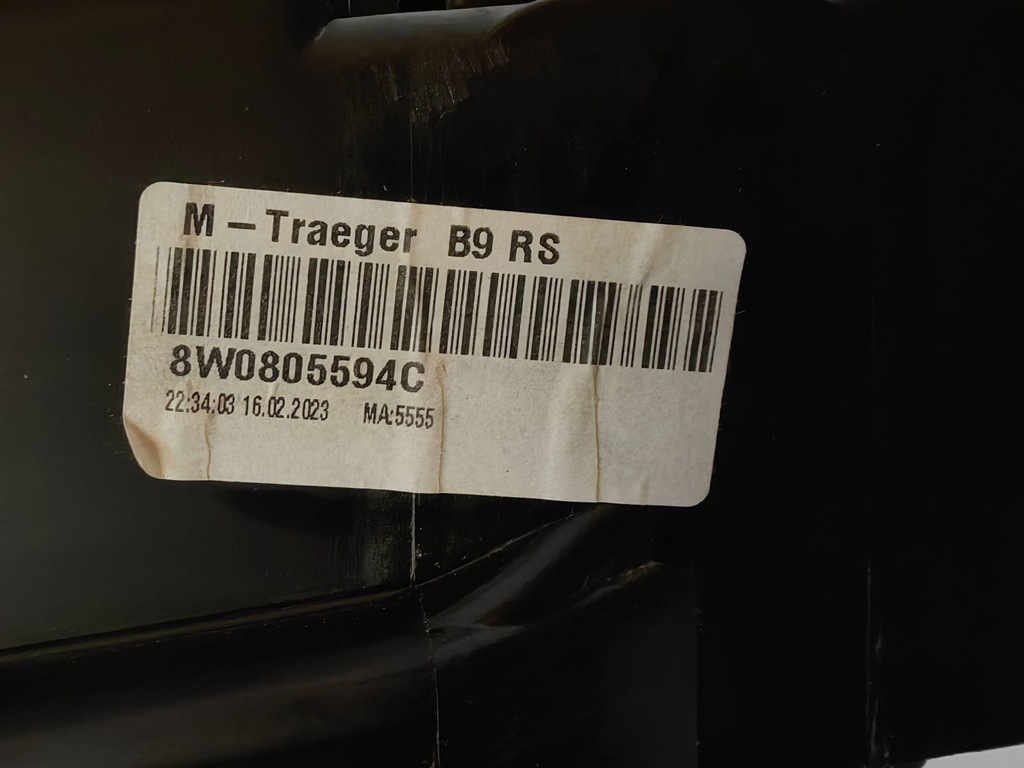 M - Traeger B9 RS
8W0805594C
22:34:03 16.02.2023 MA:5555